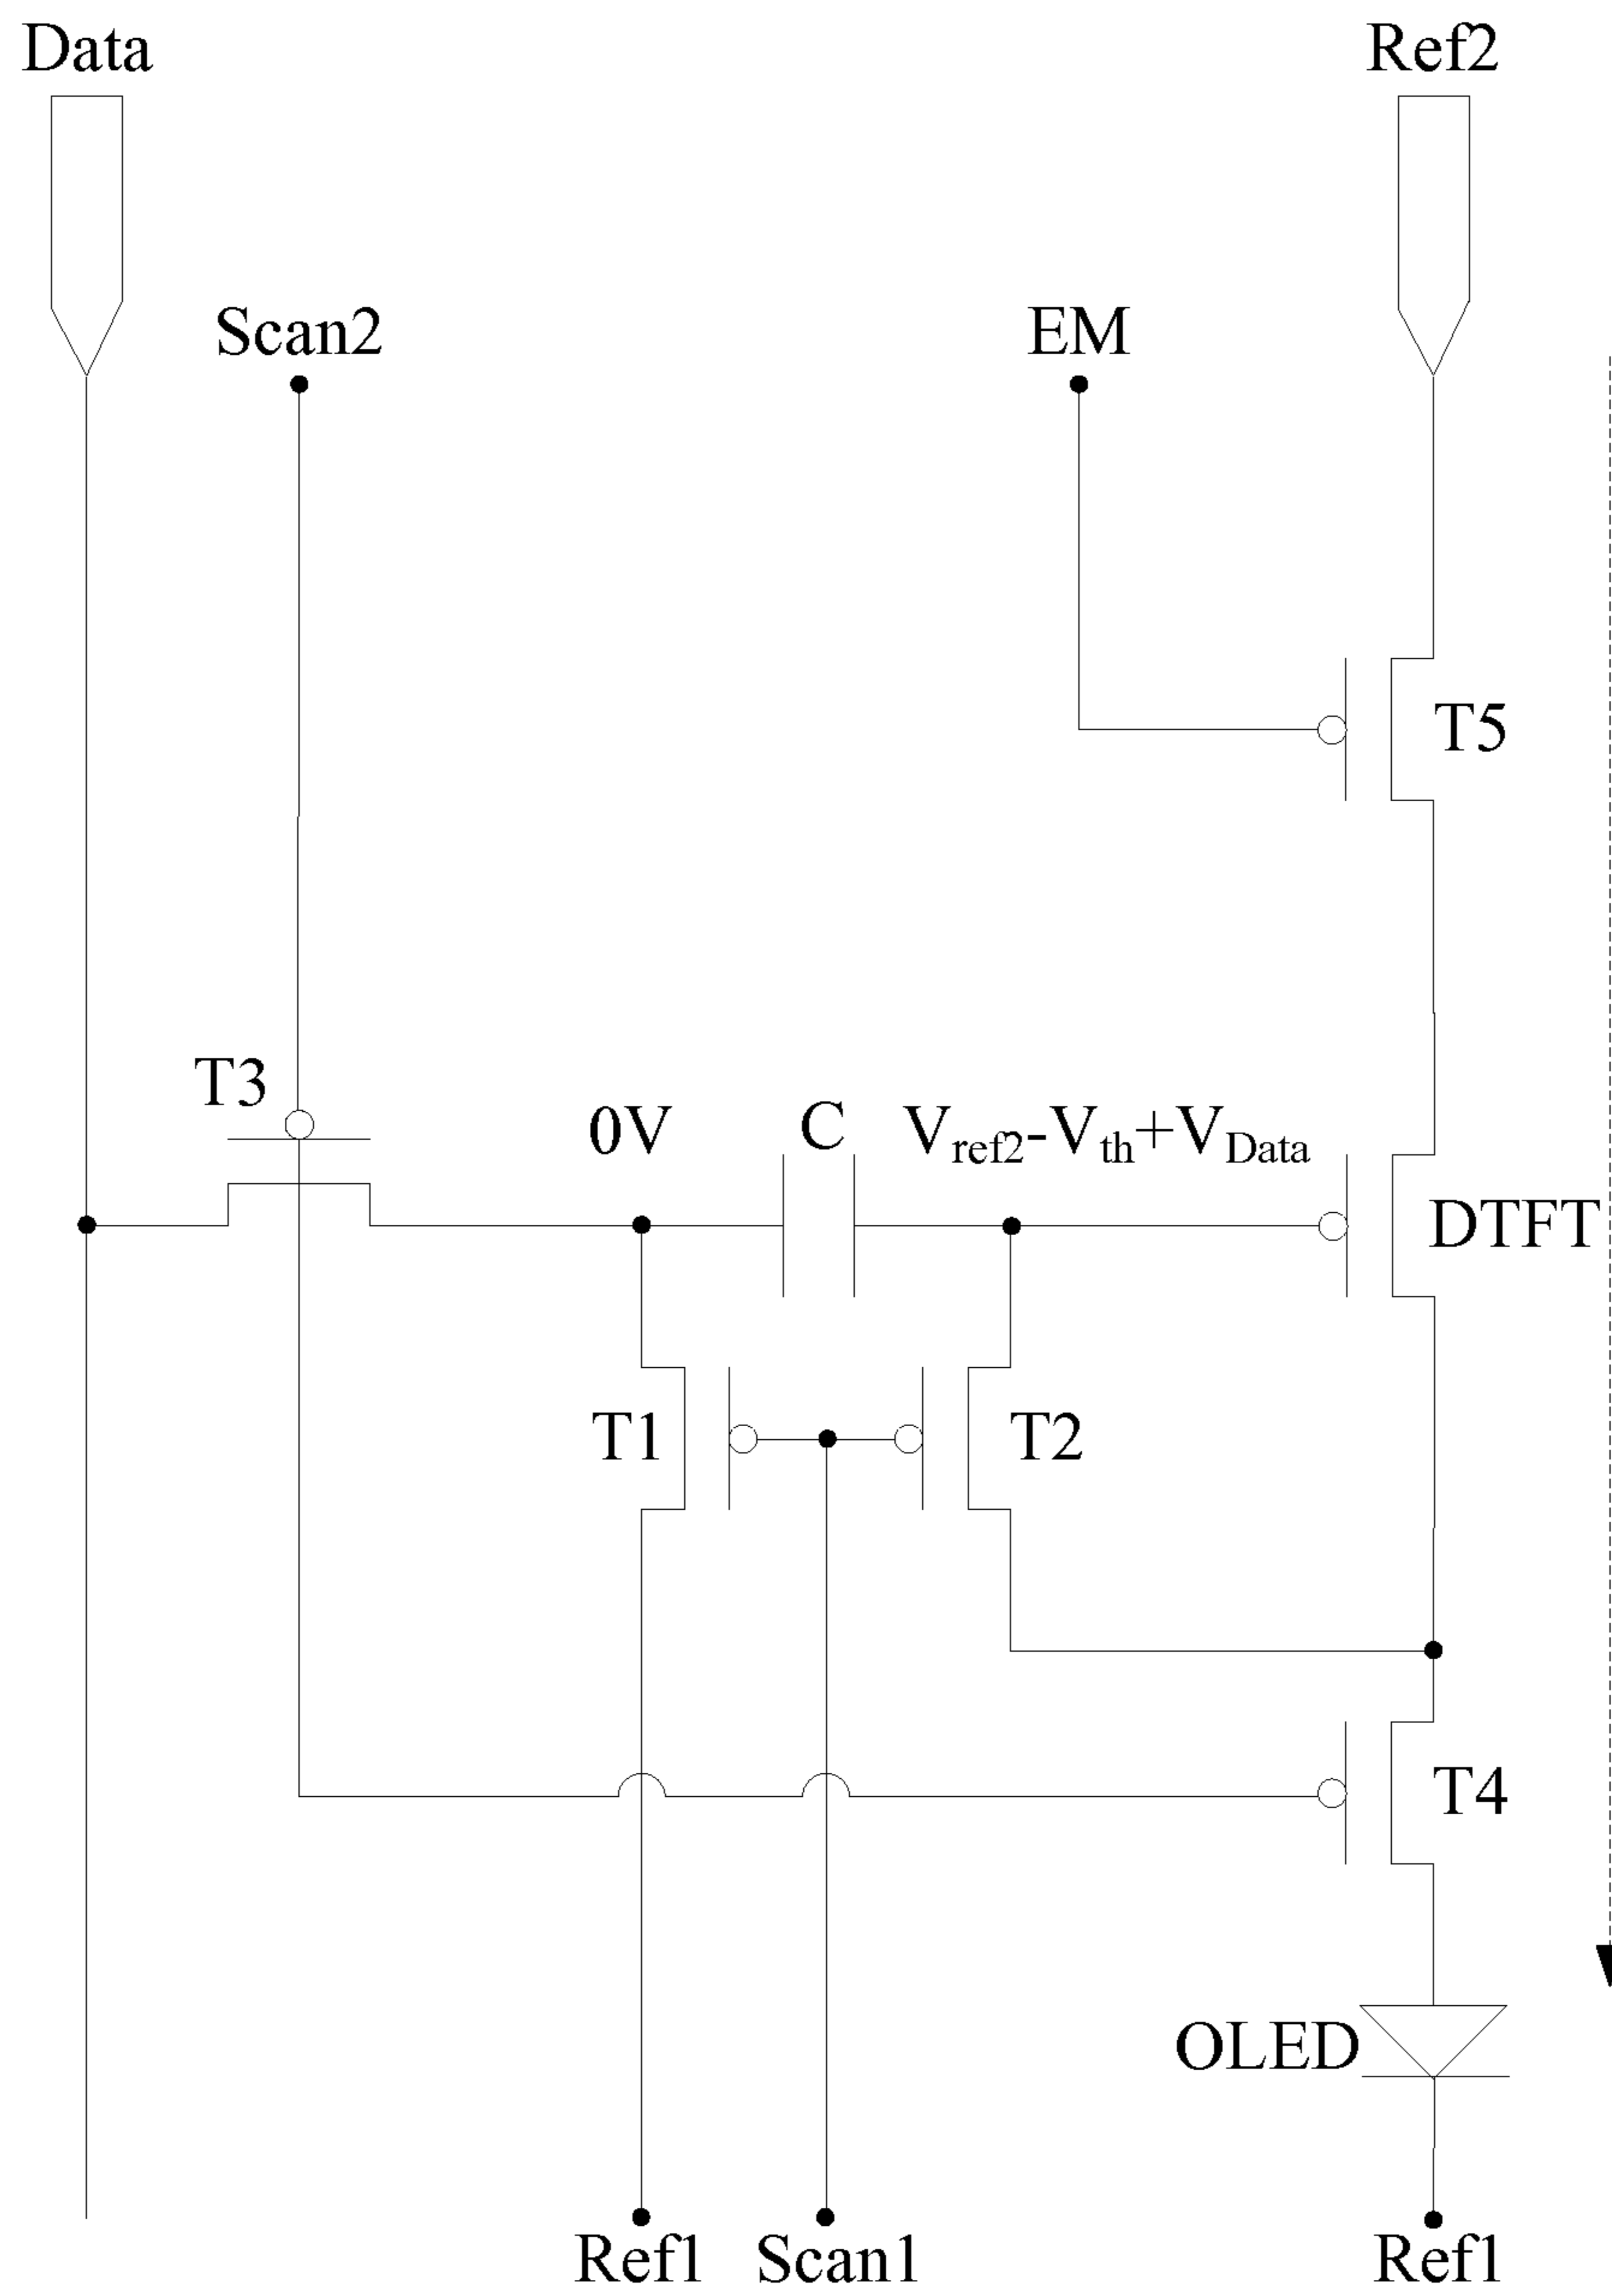 Data
Ref2
Scan2
EM
T5
T3
0V
C
Vref2-Vth+VData
DTFT
T1
T2
T4
OLED
Ref1
Scan1
Ref1